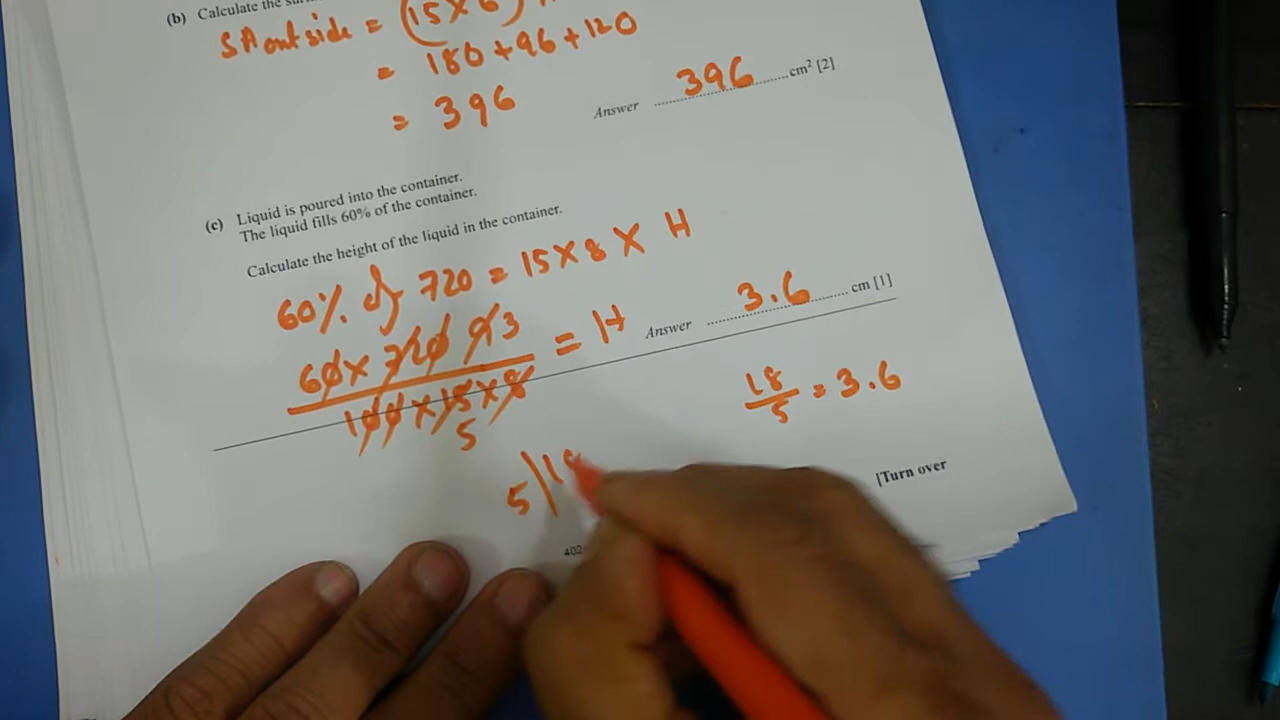 (b) Calculate the
SA outside = (15 × 6)
= 180 + 96 + 120
= 396
Answer 396 cm² [2]
(c) Liquid is poured into the container.
The liquid fills 60% of the container.
Calculate the height of the liquid in the container.
60% of 720 = 15 × 8 × H
60 × 720 9 3
100 × 15 × 8 = H
5
Answer 3.6 cm [1]
18
5 = 3.6
5 18
[Turn over
402